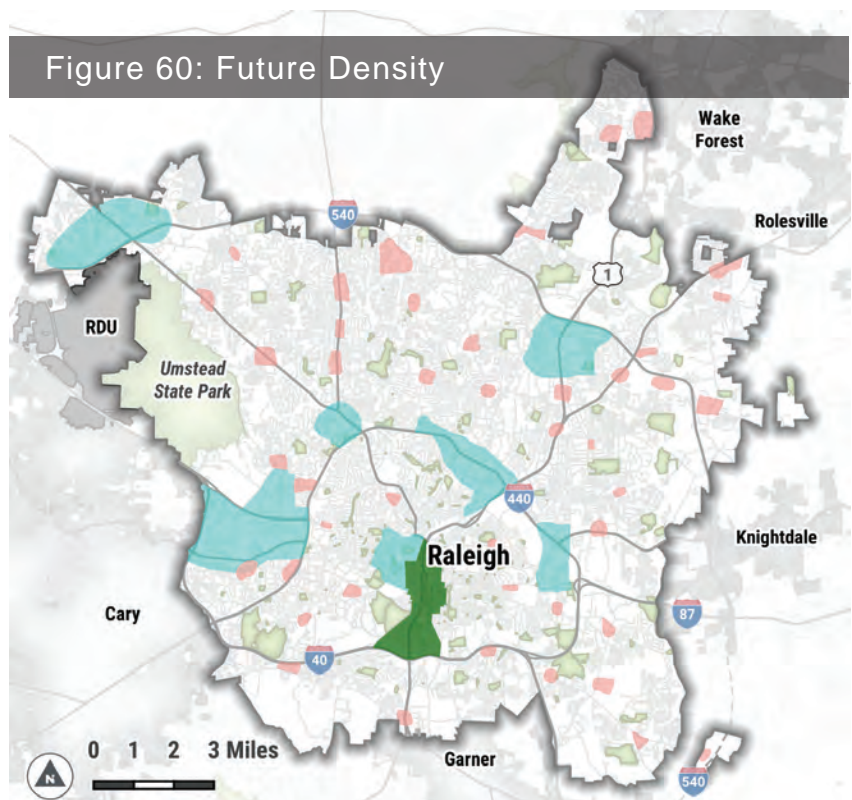 Figure 60: Future Density
Wake
Forest
Rolesville
540
1
RDU
Umstead
State Park
440
Raleigh
Knightdale
Cary
87
40
0 1 2 3 Miles
Garner
N
540